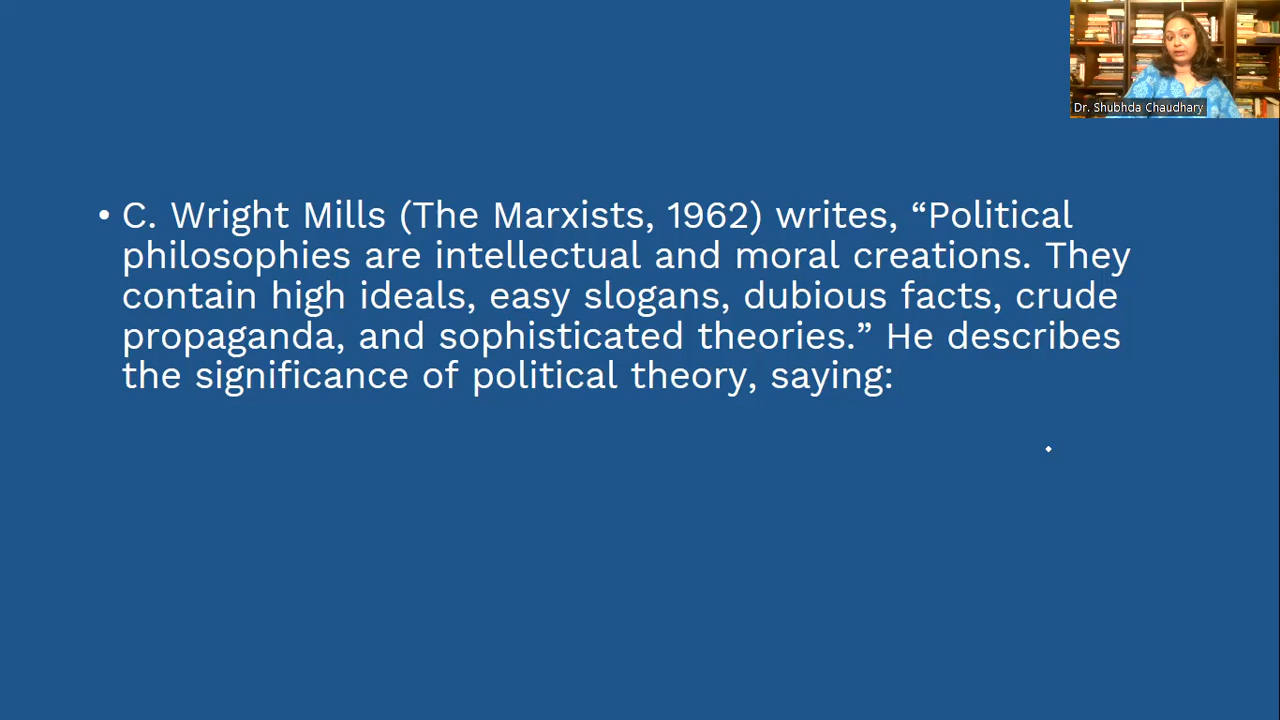 Dr. Shubhda Chaudhary
• C. Wright Mills (The Marxists, 1962) writes, “Political
philosophies are intellectual and moral creations. They
contain high ideals, easy slogans, dubious facts, crude
propaganda, and sophisticated theories.” He describes
the significance of political theory, saying: